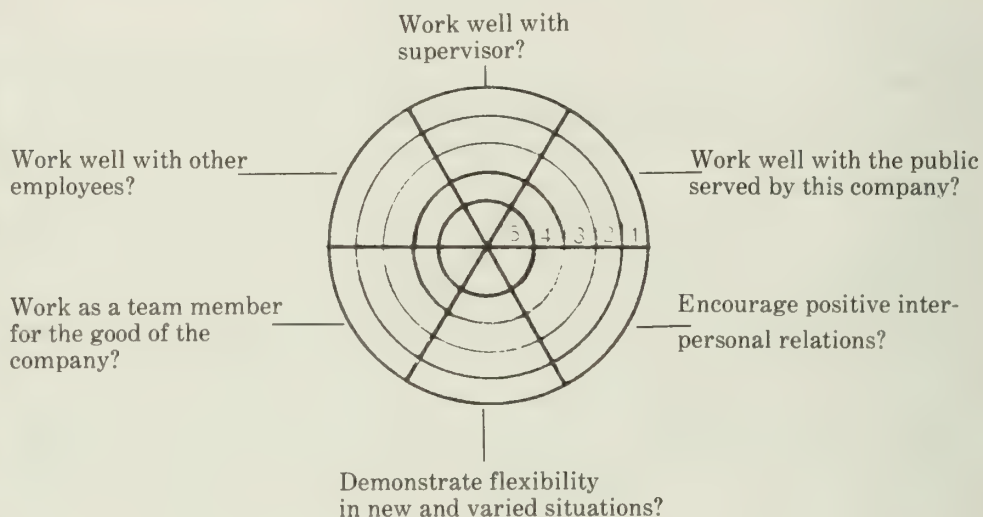 Work well with
supervisor?
Work well with other
employees?
Work well with the public
served by this company?
5 4 3 2 1
Work as a team member
for the good of the
company?
Encourage positive inter-
personal relations?
Demonstrate flexibility
in new and varied situations?